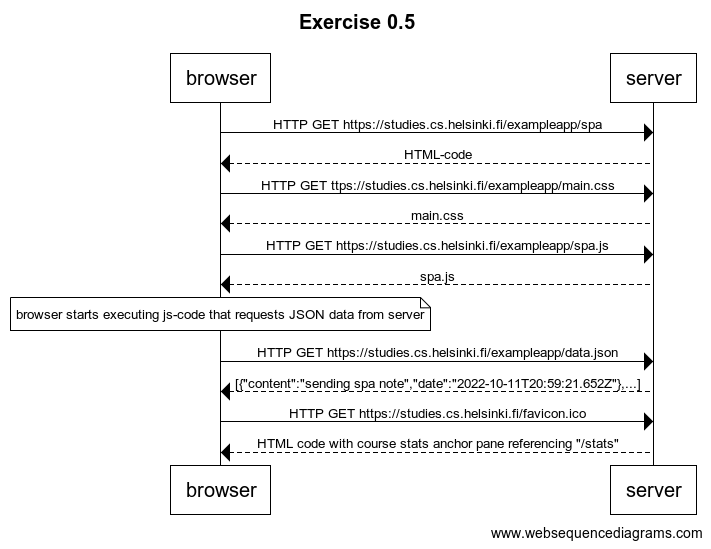 Exercise 0.5
browser
server
HTTP GET https://studies.cs.helsinki.fi/exampleapp/spa
HTML-code
HTTP GET ttps://studies.cs.helsinki.fi/exampleapp/main.css
main.css
HTTP GET https://studies.cs.helsinki.fi/exampleapp/spa.js
spa.js
browser starts executing js-code that requests JSON data from server
HTTP GET https://studies.cs.helsinki.fi/exampleapp/data.json
[{"content":"sending spa note","date":"2022-10-11T20:59:21.652Z"},...]
HTTP GET https://studies.cs.helsinki.fi/favicon.ico
HTML code with course stats anchor pane referencing "/stats"
browser
server
www.websequencediagrams.com